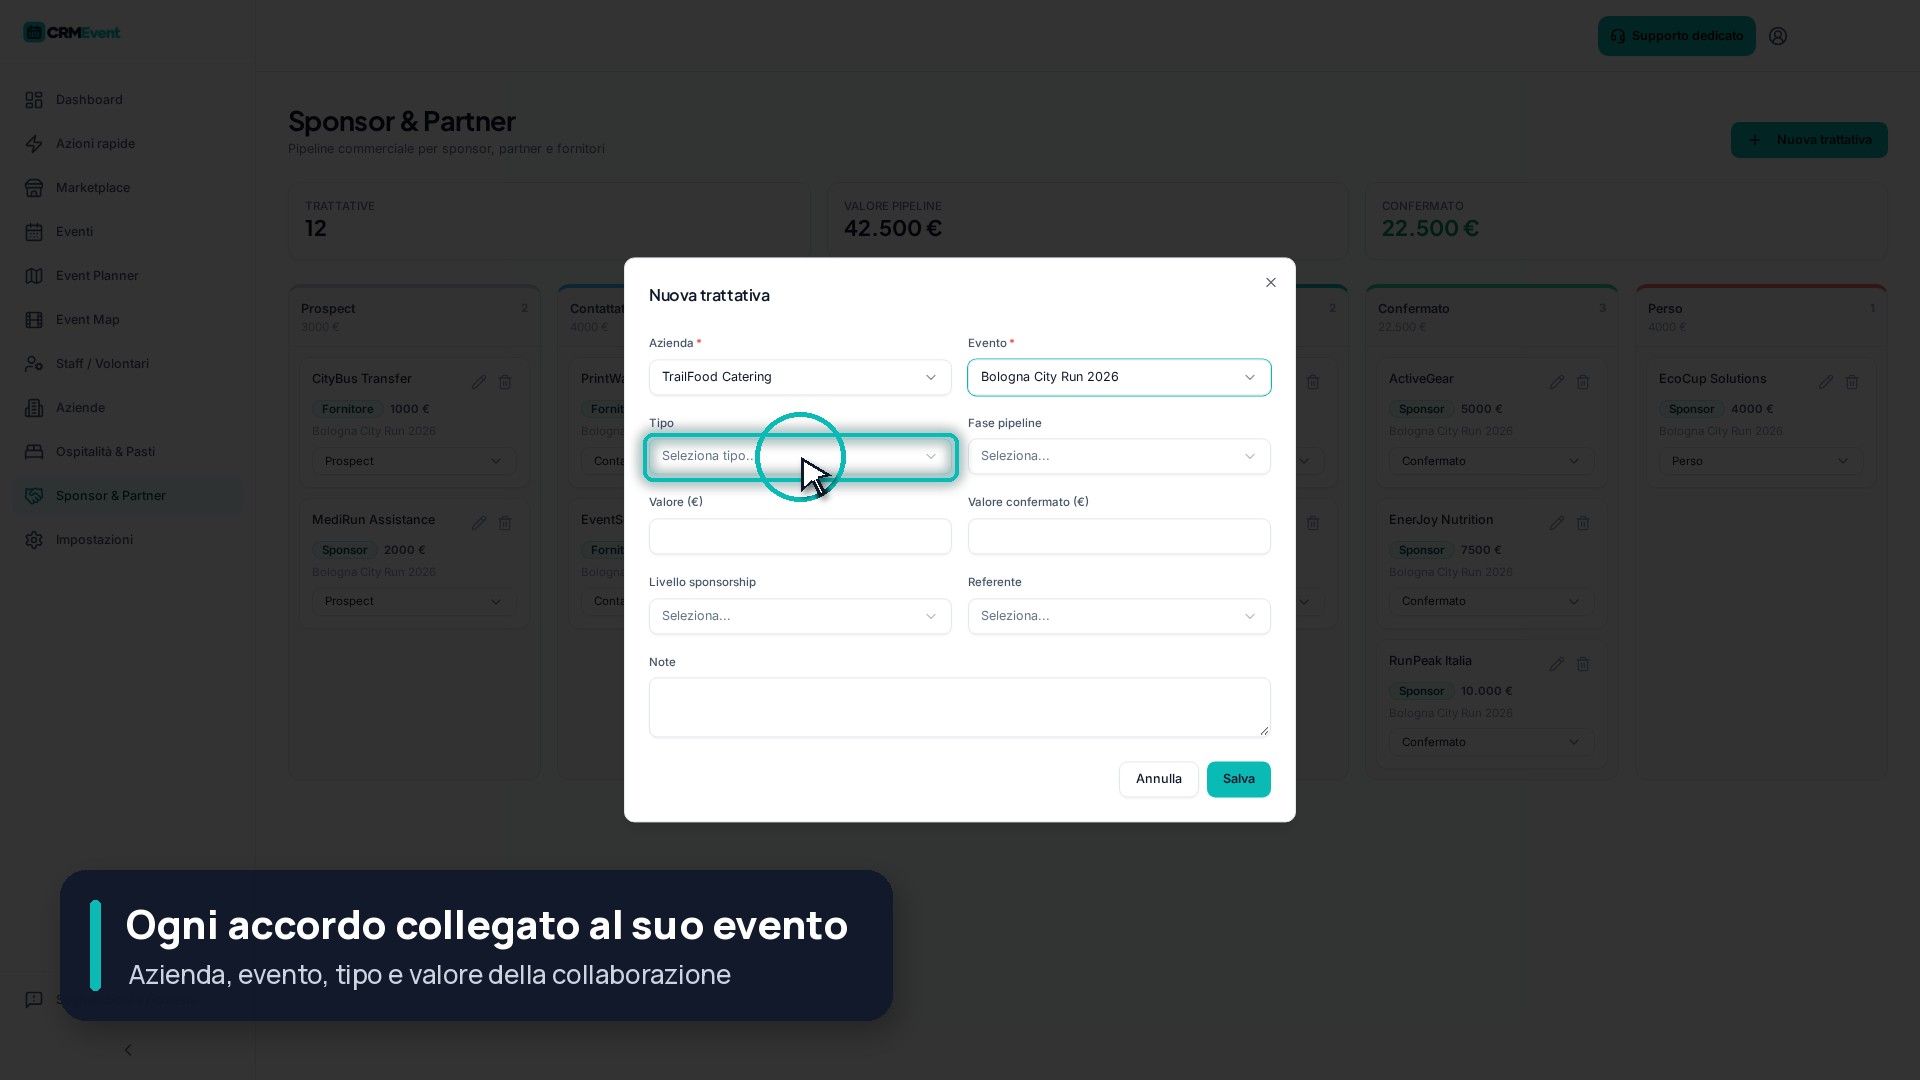 CRMEvent
Supporto dedicato
Dashboard
Azioni rapide
Marketplace
Eventi
Event Planner
Event Map
Staff / Volontari
Aziende
Ospitalità & Pasti
Sponsor & Partner
Impostazioni
Sponsor & Partner
Pipeline commerciale per sponsor, partner e fornitori
Nuova trattativa
TRATTATIVE
12
VALORE PIPELINE
42.500 €
CONFERMATO
22.500 €
Prospect 2
3000 €
CityBus Transfer
Fornitore 1000 €
Bologna City Run 2026
Prospect
MediRun Assistance
Sponsor 2000 €
Bologna City Run 2026
Prospect
4000 €
2
Nuova trattativa
Azienda *
TrailFood Catering
Evento *
Bologna City Run 2026
Tipo
Seleziona tipo...
Fase pipeline
Seleziona...
Valore (€)
Valore confermato (€)
Livello sponsorship
Seleziona...
Referente
Seleziona...
Note
Annulla
Salva
Confermato 3
22.500 €
ActiveGear
Sponsor 5000 €
Bologna City Run 2026
Confermato
EnerJoy Nutrition
Sponsor 7500 €
Bologna City Run 2026
Confermato
RunPeak Italia
Sponsor 10.000 €
Bologna City Run 2026
Confermato
Perso 1
4000 €
EcoCup Solutions
Sponsor 4000 €
Bologna City Run 2026
Perso
Ogni accordo collegato al suo evento
Azienda, evento, tipo e valore della collaborazione